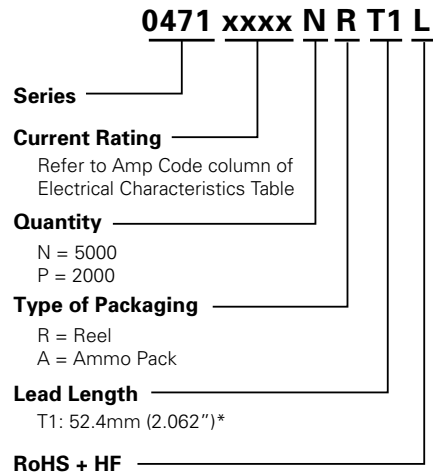 0471 xxxx N R T1 L
Series
Current Rating
Refer to Amp Code column of
Electrical Characteristics Table
Quantity
N = 5000
P = 2000
Type of Packaging
R = Reel
A = Ammo Pack
Lead Length
T1: 52.4mm (2.062”)*
RoHS + HF